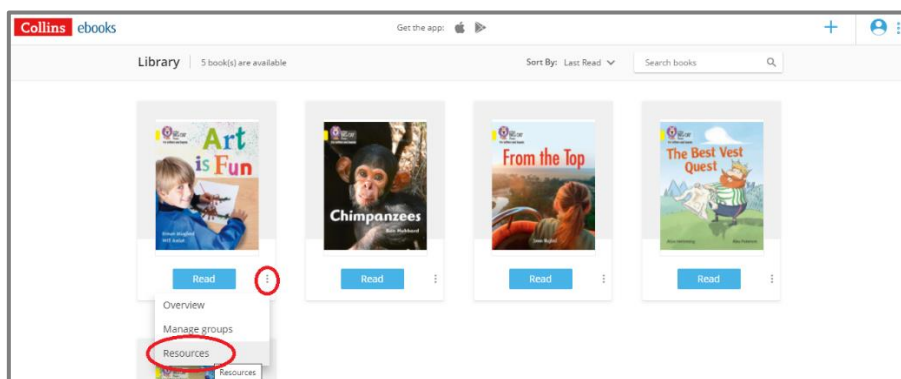 Collins ebooks
Get the app:
Library
5 book(s) are available
Sort By: Last Read
Search books
Art
is Fun
Chimpanzees
From the Top
The Best Vest
Quest
Read
Read
Read
Read
Overview
Manage groups
Resources
Resources